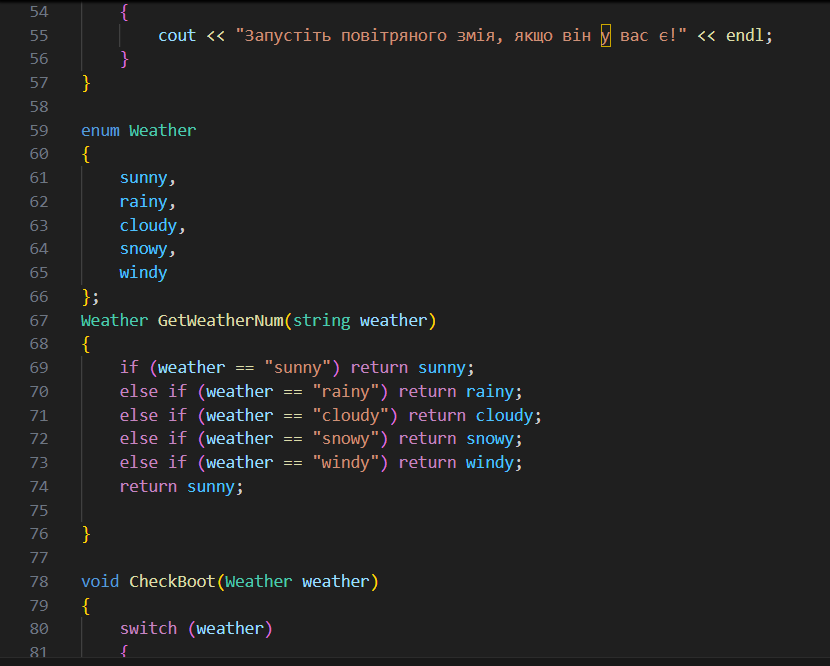 54 {
55 cout << "Запустіть повітряного змія, якщо він у вас є!" << endl;
56 }
57 }
58
59 enum Weather
60 {
61 sunny,
62 rainy,
63 cloudy,
64 snowy,
65 windy
66 };
67 Weather GetWeatherNum(string weather)
68 {
69 if (weather == "sunny") return sunny;
70 else if (weather == "rainy") return rainy;
71 else if (weather == "cloudy") return cloudy;
72 else if (weather == "snowy") return snowy;
73 else if (weather == "windy") return windy;
74 return sunny;
75
76 }
77
78 void CheckBoot(Weather weather)
79 {
80 switch (weather)
81 {